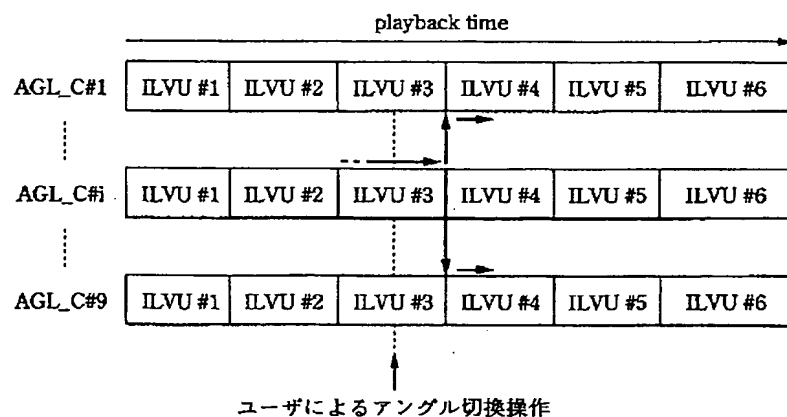 playback time
AGL_C#1 ILVU #1 ILVU #2 ILVU #3 ILVU #4 ILVU #5 ILVU #6
AGL_C#i ILVU #1 ILVU #2 ILVU #3 ILVU #4 ILVU #5 ILVU #6
AGL_C#9 ILVU #1 ILVU #2 ILVU #3 ILVU #4 ILVU #5 ILVU #6
ユーザによるアングル切換操作